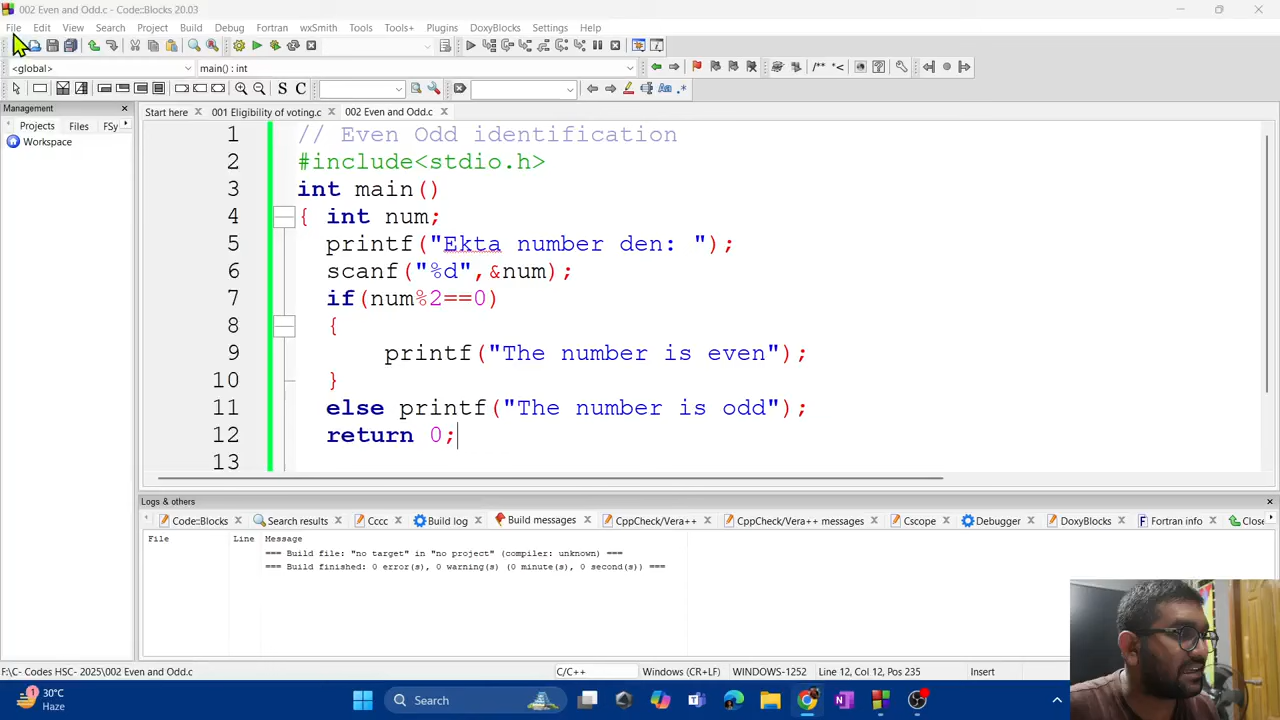 002 Even and Odd.c - Code::Blocks 20.03
File Edit View Search Project Build Debug Fortran wxSmith Tools Tools+ Plugins DoxyBlocks Settings Help
<global> main() : int
/** *<
S C Aa .*
Management
Projects Files FSy
Workspace
Start here 001 Eligibility of voting.c 002 Even and Odd.c
1 // Even Odd identification
2 #include<stdio.h>
3 int main()
4 { int num;
5 printf("Ekta number den: ");
6 scanf("%d",&num);
7 if(num%2==0)
8 {
9 printf("The number is even");
10 }
11 else printf("The number is odd");
12 return 0;
13
Logs & others
Code::Blocks Search results Cccc Build log Build messages CppCheck/Vera++ CppCheck/Vera++ messages Cscope Debugger DoxyBlocks Fortran info Close
File Line Message
=== Build file: "no target" in "no project" (compiler: unknown) ===
=== Build finished: 0 error(s), 0 warning(s) (0 minute(s), 0 second(s)) ===
F:\C- Codes HSC- 2025\002 Even and Odd.c C/C++ Windows (CR+LF) WINDOWS-1252 Line 12, Col 12, Pos 235 Insert
1 30°C
Haze
Search